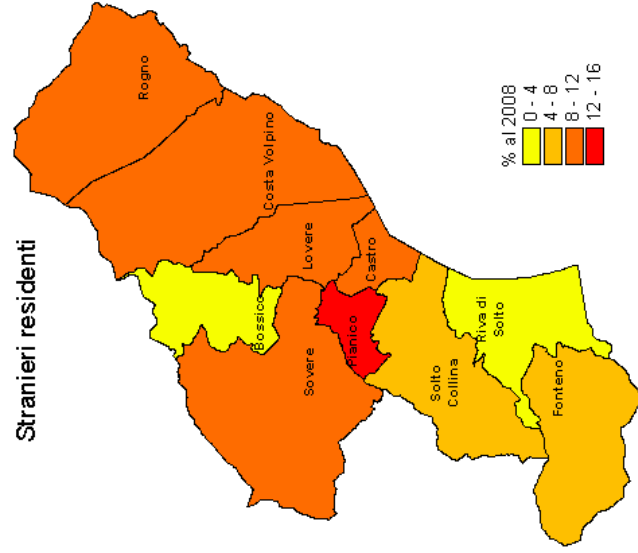 Stranieri residenti
Rogno
Costa Volpino
Lovere
Castro
Bossico
Sovere
Pianico
Solto
Collina
Riva di
Solto
Fonteno
% al 2008
0 - 4
4 - 8
8 - 12
12 - 16